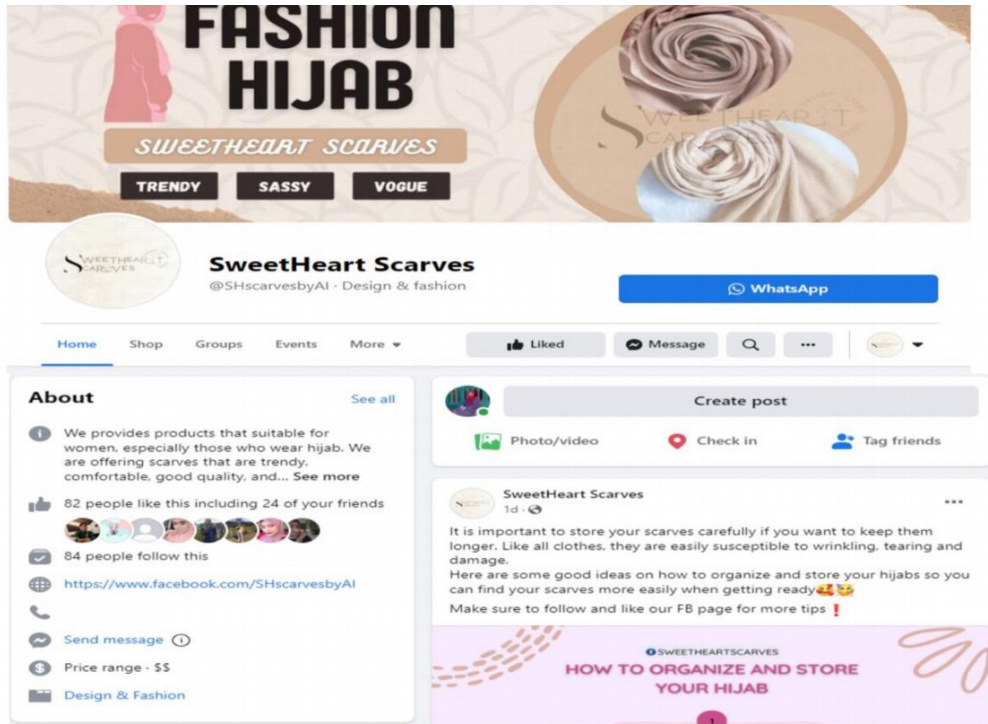 FASHION
HIJAB
SWEETHEART SCARVES
TRENDY SASSY VOGUE
SWEETHEART
SCARVES
SWEETHEART
SCARVES
SweetHeart Scarves
@SHscarvesbyAI · Design & fashion
WhatsApp
Home Shop Groups Events More
Liked Message ...
About See all
We provides products that suitable for
women, especially those who wear hijab. We
are offering scarves that are trendy,
comfortable, good quality, and... See more
82 people like this including 24 of your friends
84 people follow this
https://www.facebook.com/SHscarvesbyAI
Send message
Price range · $$
Design & Fashion
Create post
Photo/video Check in Tag friends
SweetHeart Scarves
1d ·
It is important to store your scarves carefully if you want to keep them
longer. Like all clothes, they are easily susceptible to wrinkling, tearing and
damage.
Here are some good ideas on how to organize and store your hijabs so you
can find your scarves more easily when getting ready🥰🥰
Make sure to follow and like our FB page for more tips ❗
SWEETHEARTSCARVES
HOW TO ORGANIZE AND STORE
YOUR HIJAB
1